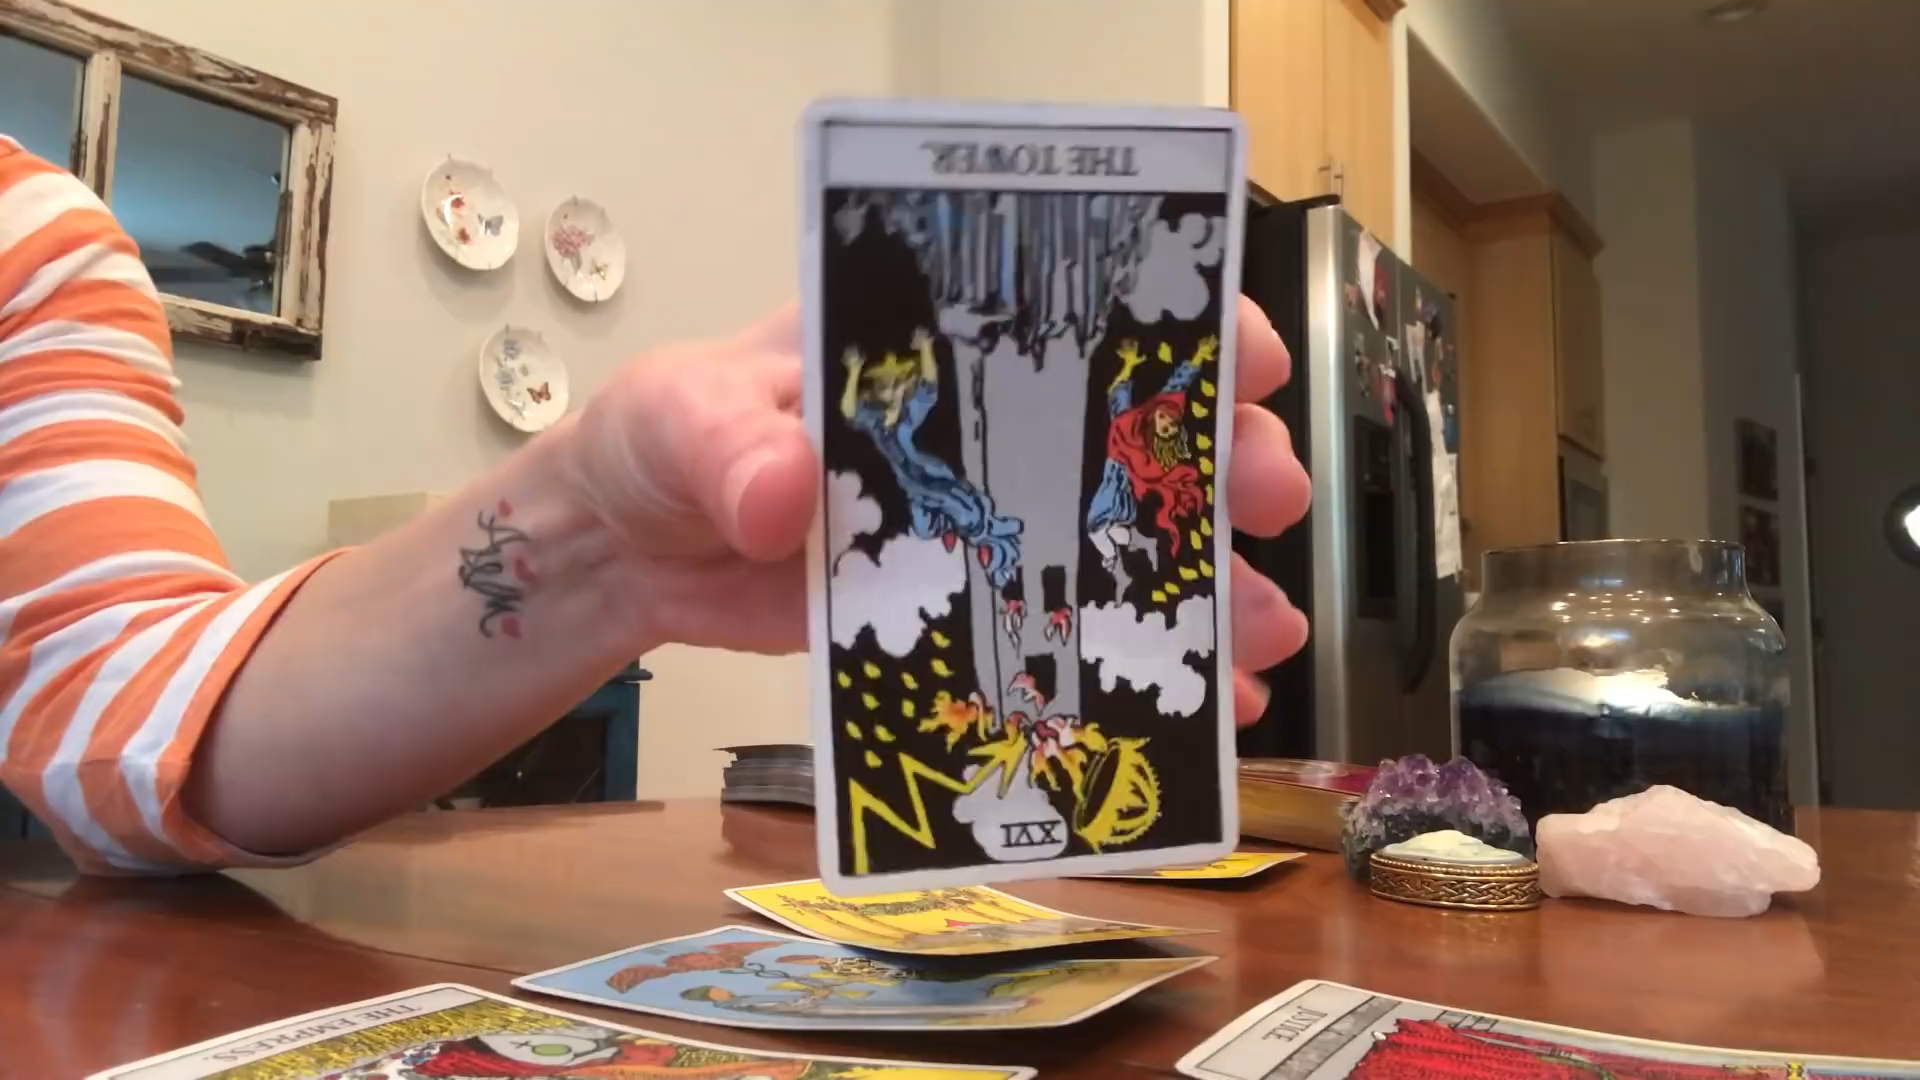 THE TOWER.
XVI
THE EMPRESS.
JUSTICE.